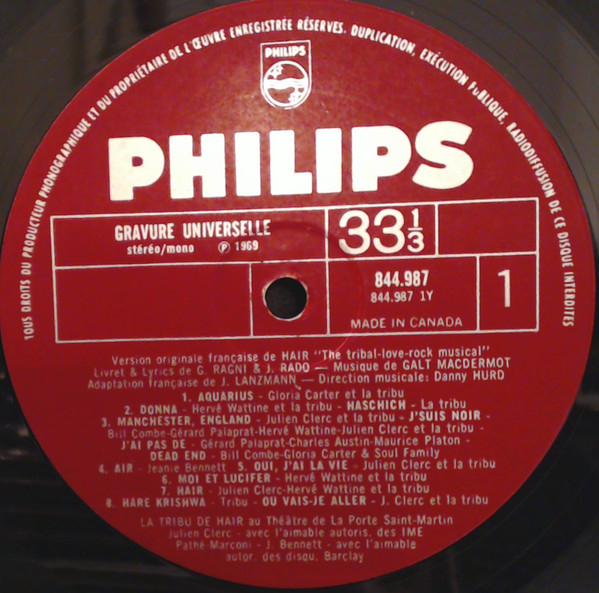 TOUS DROITS DU PRODUCTEUR PHONOGRAPHIQUE ET DU PROPRIÉTAIRE DE L'ŒUVRE ENREGISTRÉE RÉSERVES. DUPLICATION, EXÉCUTION PUBLIQUE, RADIODIFFUSION DE CE DISQUE INTERDITES
PHILIPS
PHILIPS
GRAVURE UNIVERSELLE
stéréo/mono ℗ 1969
33 1/3
844.987
844.987 1Y
1
MADE IN CANADA
Version originale française de HAIR "The tribal-love-rock musical"
Livret & Lyrics de G. RAGNI & J. RADO — Musique de GALT MACDERMOT
Adaptation française de J. LANZMANN — Direction musicale: Danny HURD
1. AQUARIUS - Gloria Carter et la tribu
2. DONNA - Hervé Wattine et la tribu - HASCHICH - La tribu
3. MANCHESTER, ENGLAND - Julien Clerc et la tribu - J'SUIS NOIR -
Bill Combe-Gérard Palaprat-Hervé Wattine-Julien Clerc et la tribu -
J'AI PAS DE - Gérard Palaprat-Charles Austin-Maurice Platon -
DEAD END - Bill Combe-Gloria Carter & Soul Family
4. AIR - Jeanie Bennett 5. OUI, J'AI LA VIE - Julien Clerc et la tribu
6. MOI ET LUCIFER - Hervé Wattine et la tribu
7. HAIR - Julien Clerc-Hervé Wattine et la tribu
8. HARE KRISHWA - Tribu - OU VAIS-JE ALLER - J. Clerc et la tribu
LA TRIBU DE HAIR au Théâtre de La Porte Saint-Martin
Julien Clerc - avec l'aimable autoris. des IME
Pathé-Marconi - J. Bennett - avec l'aimable
autor. des disqu. Barclay